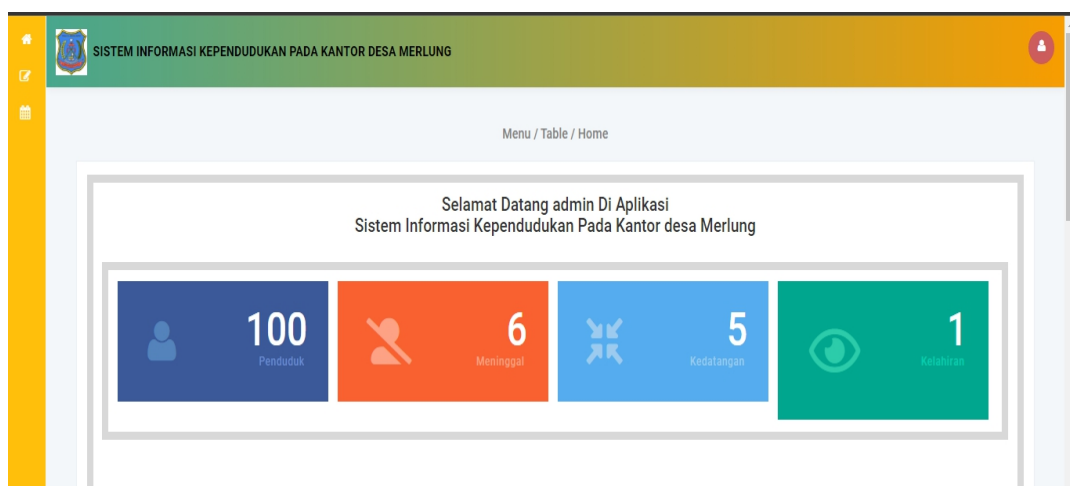 SISTEM INFORMASI KEPENDUDUKAN PADA KANTOR DESA MERLUNG
Menu / Table / Home
Selamat Datang admin Di Aplikasi
Sistem Informasi Kependudukan Pada Kantor desa Merlung
100
Penduduk
6
Meninggal
5
Kedatangan
1
Kelahiran